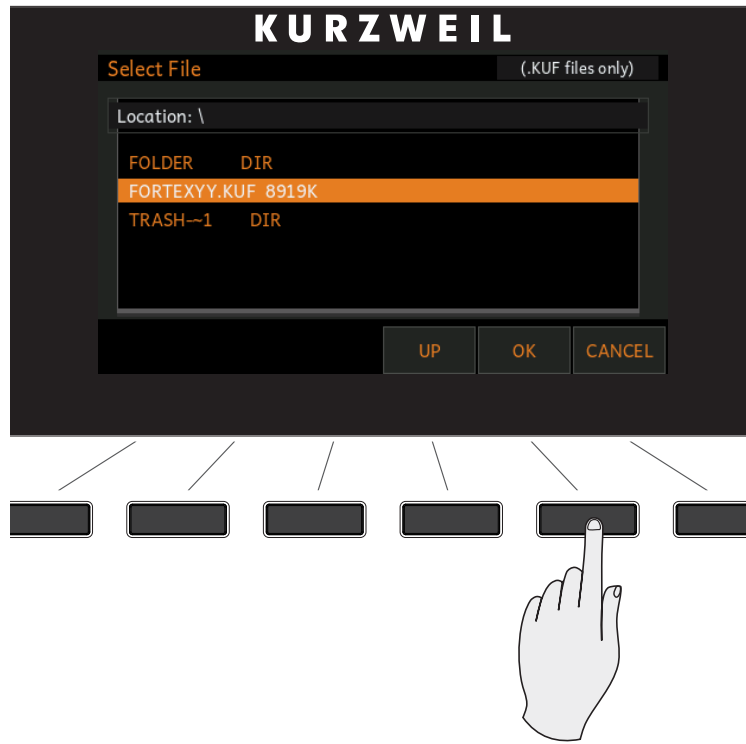 KURZWEIL
Select File (.KUF files only)
Location: \
FOLDER DIR
FORTEXYY.KUF 8919K
TRASH-~1 DIR
UP OK CANCEL